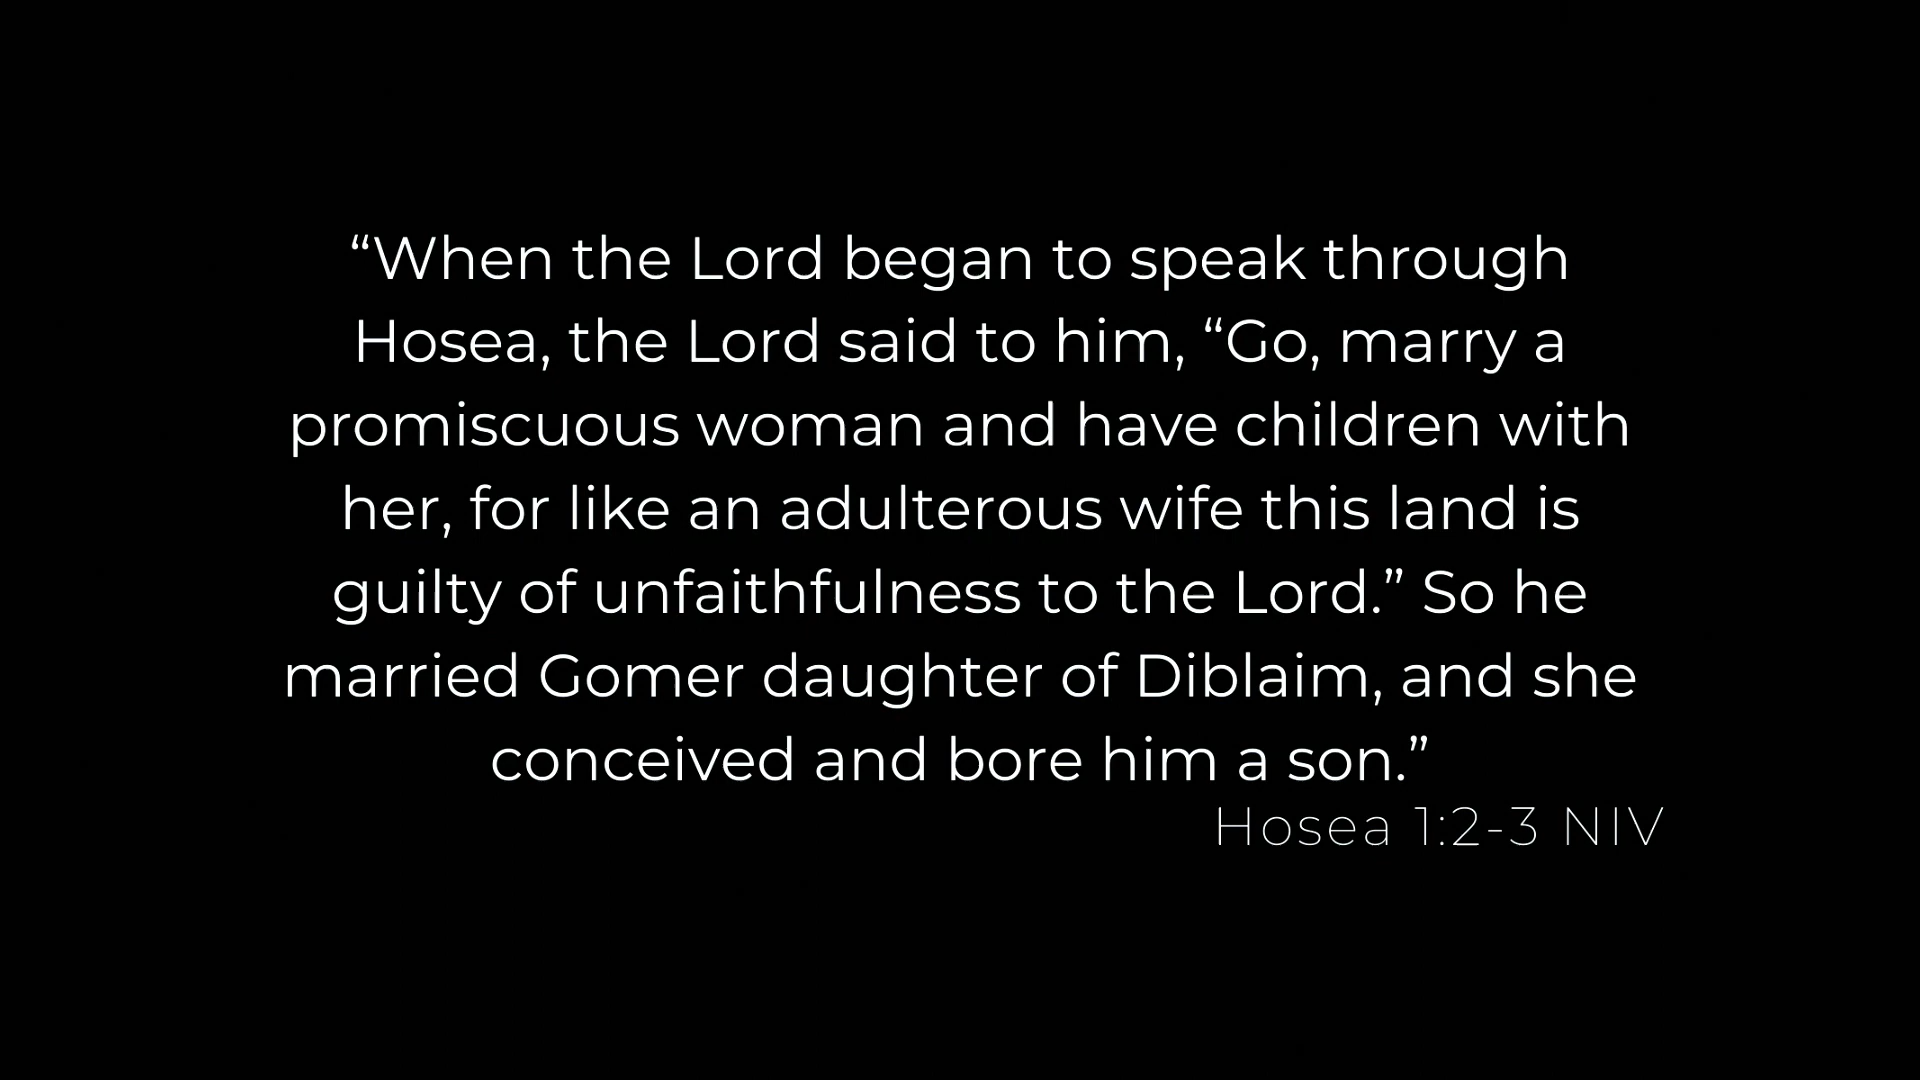 “When the Lord began to speak through
Hosea, the Lord said to him, “Go, marry a
promiscuous woman and have children with
her, for like an adulterous wife this land is
guilty of unfaithfulness to the Lord.” So he
married Gomer daughter of Diblaim, and she
conceived and bore him a son.”
Hosea 1:2-3 NIV